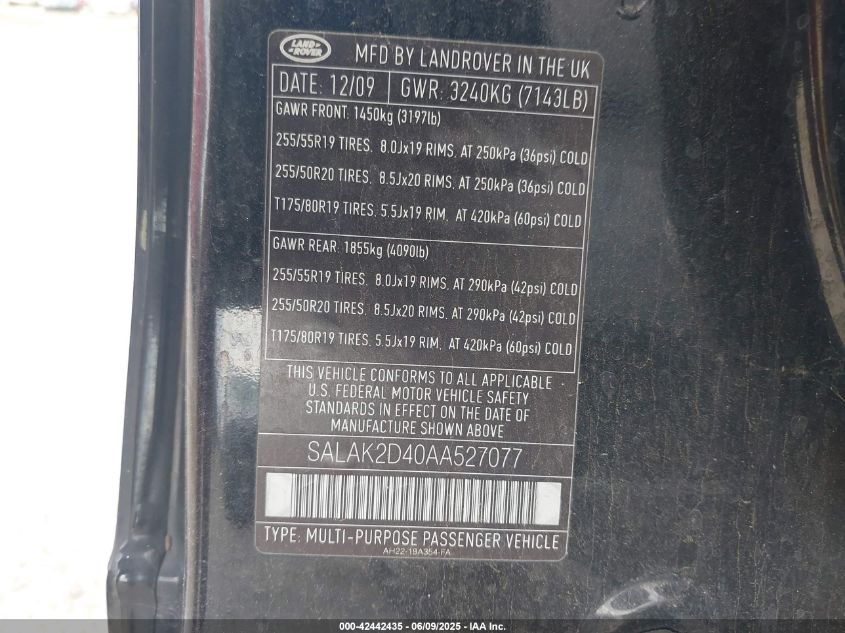 LAND
ROVER
MFD BY LANDROVER IN THE UK
DATE: 12/09 GWR: 3240KG (7143LB)
GAWR FRONT: 1450kg (3197lb)
255/55R19 TIRES. 8.0Jx19 RIMS. AT 250kPa (36psi) COLD
255/50R20 TIRES. 8.5Jx20 RIMS. AT 250kPa (36psi) COLD
T175/80R19 TIRES. 5.5Jx19 RIM. AT 420kPa (60psi) COLD
GAWR REAR: 1855kg (4090lb)
255/55R19 TIRES. 8.0Jx19 RIMS. AT 290kPa (42psi) COLD
255/50R20 TIRES. 8.5Jx20 RIMS. AT 290kPa (42psi) COLD
T175/80R19 TIRES. 5.5Jx19 RIM. AT 420kPa (60psi) COLD
THIS VEHICLE CONFORMS TO ALL APPLICABLE
U.S. FEDERAL MOTOR VEHICLE SAFETY
STANDARDS IN EFFECT ON THE DATE OF
MANUFACTURE SHOWN ABOVE
SALAK2D40AA527077
TYPE: MULTI-PURPOSE PASSENGER VEHICLE
AH22-19A354-FA
000-42442435 - 06/09/2025 - IAA Inc.